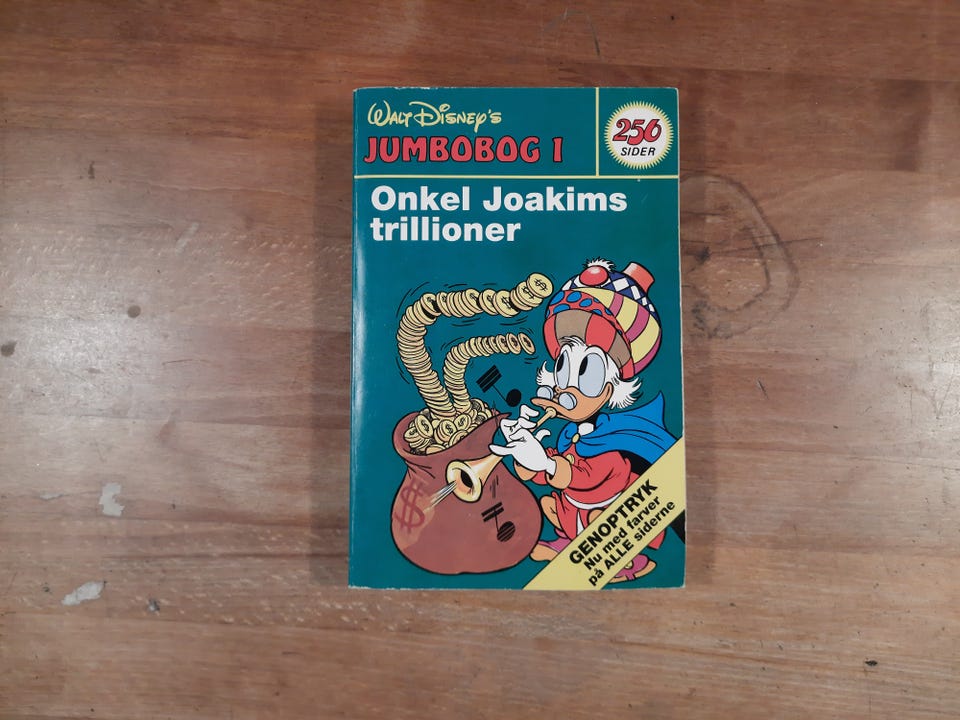 Walt Disney's
JUMBOBOG 1
256
SIDER
Onkel Joakims
trillioner
$
$
GENOPTRYK
Nu med farver
på ALLE siderne